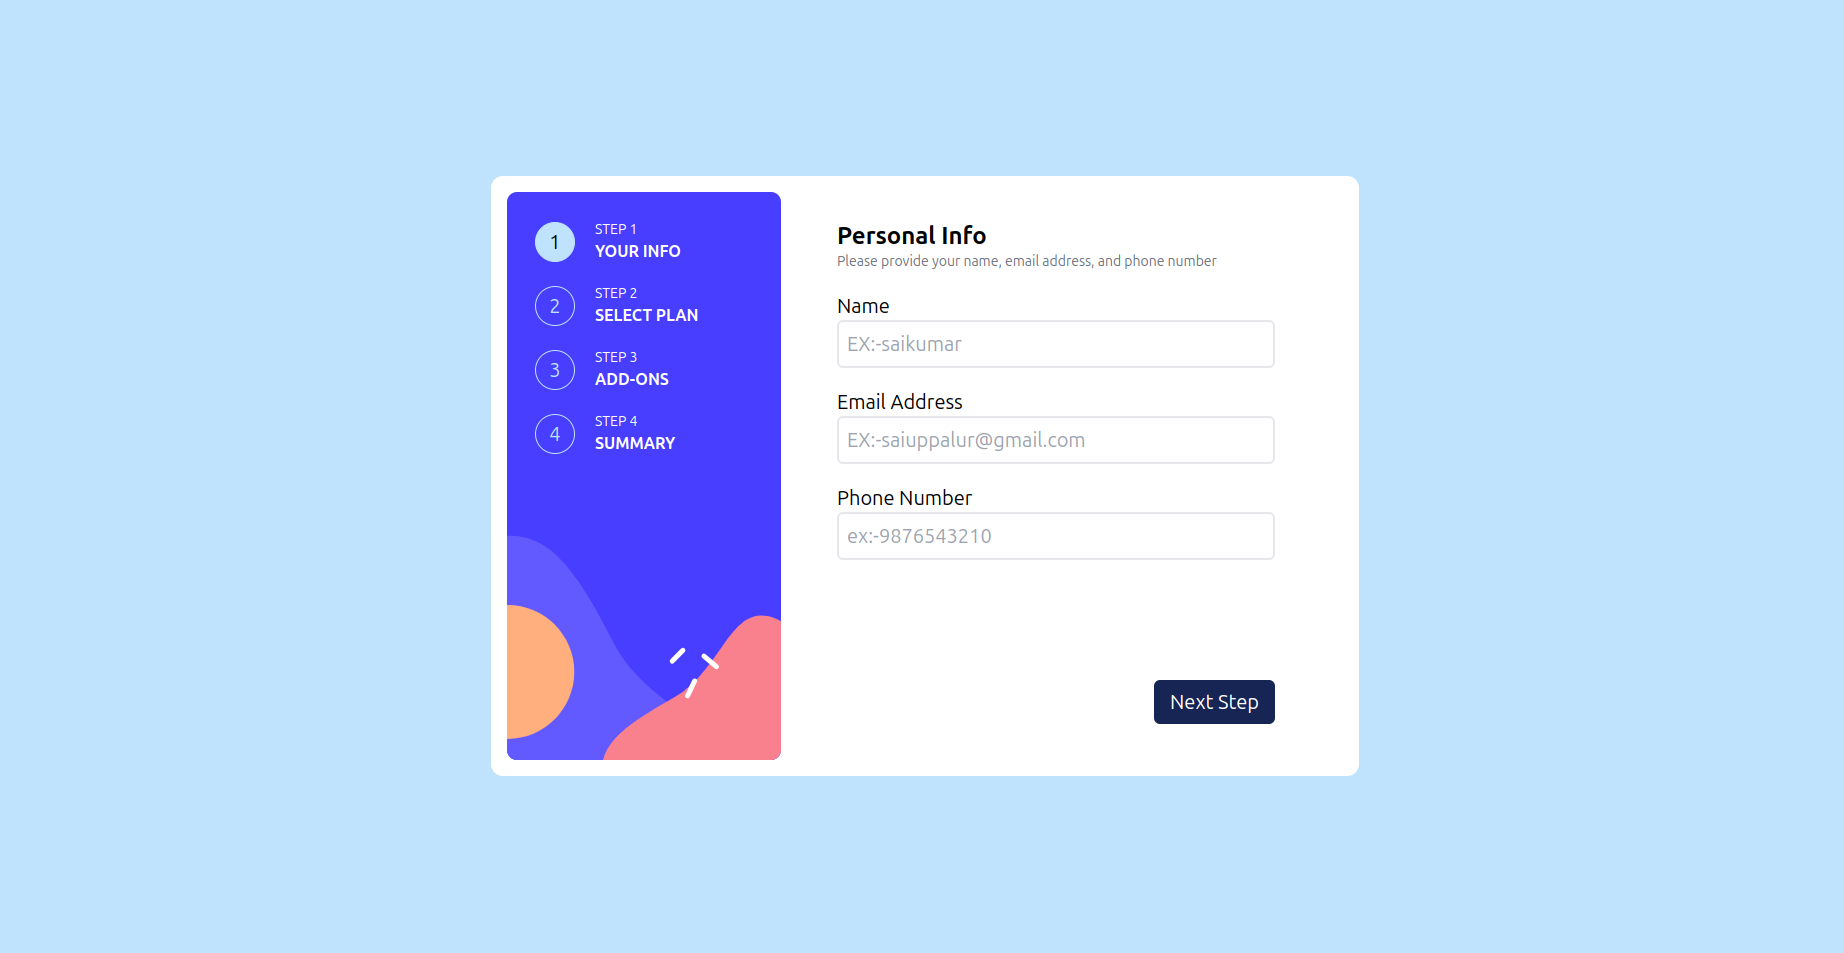 1
STEP 1
YOUR INFO
2
STEP 2
SELECT PLAN
3
STEP 3
ADD-ONS
4
STEP 4
SUMMARY
Personal Info
Please provide your name, email address, and phone number
Name
EX:-saikumar
Email Address
EX:-saiuppalur@gmail.com
Phone Number
ex:-9876543210
Next Step